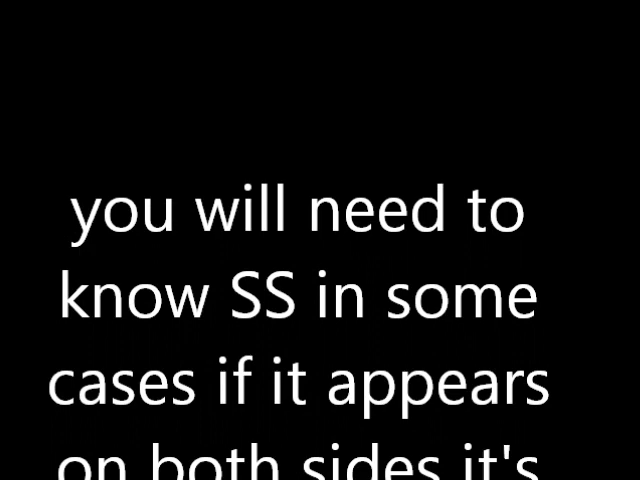 you will need to
know SS in some
cases if it appears
on both sides it's